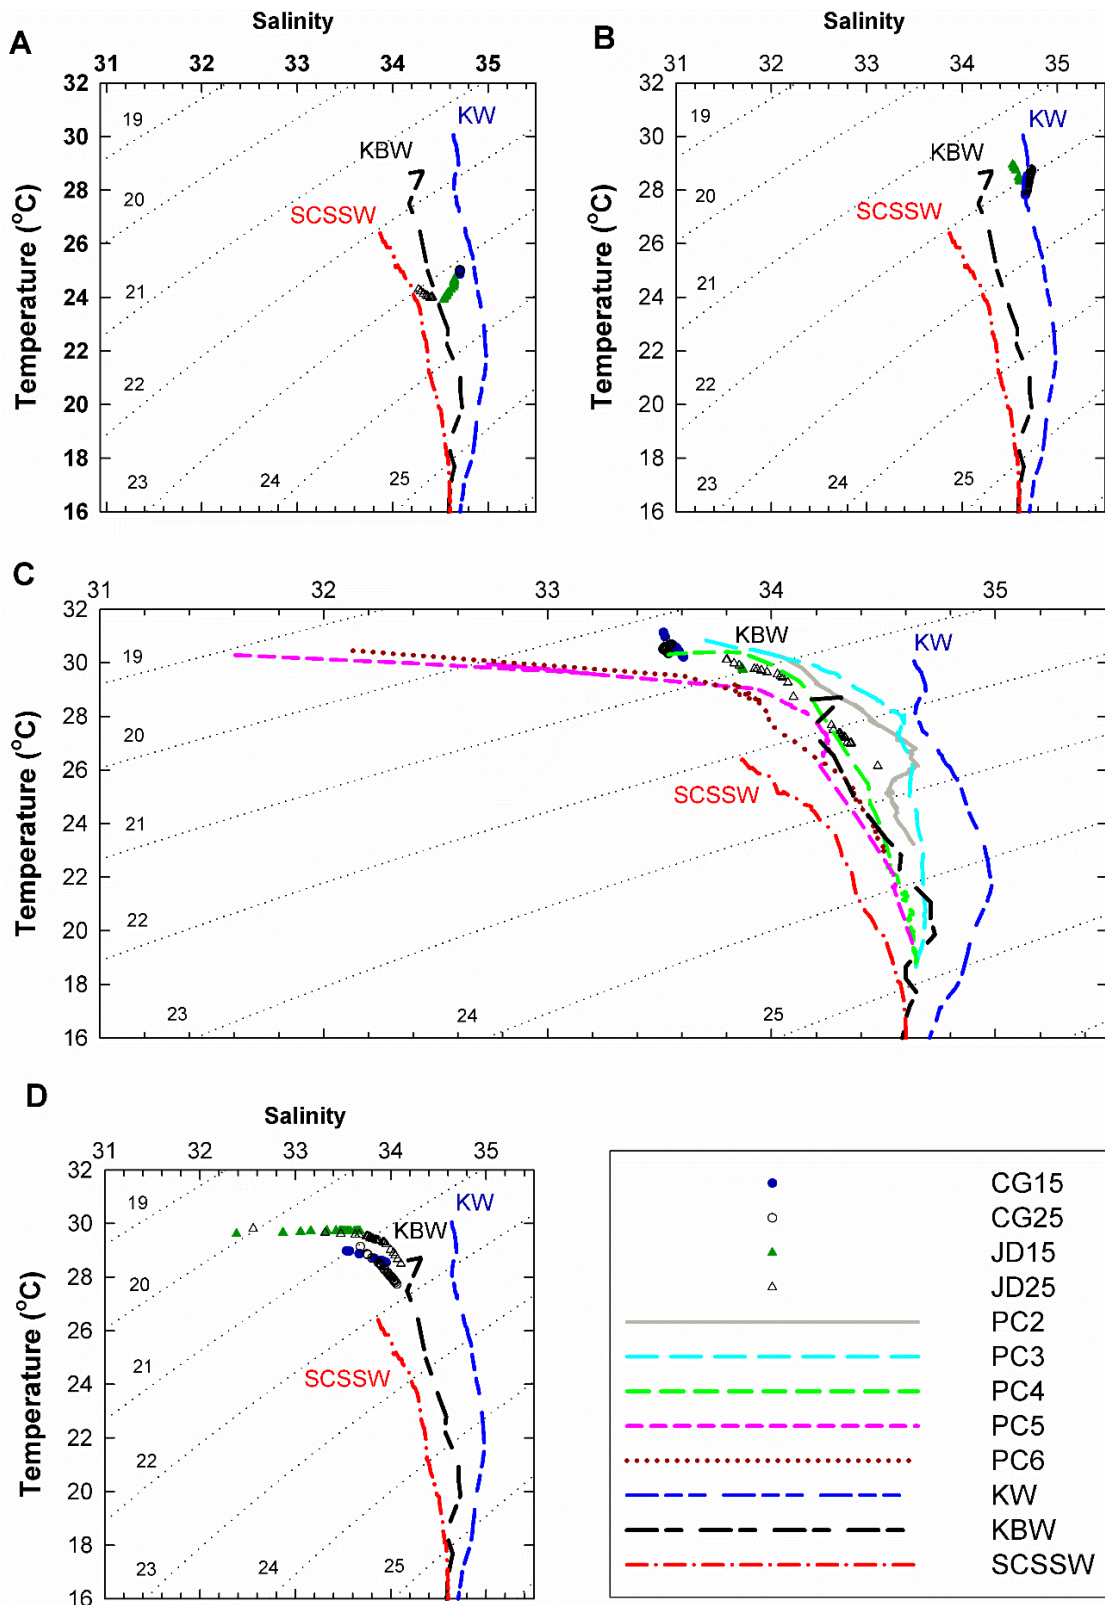 Salinity Salinity
A B
31 32 33 34 35 31 32 33 34 35
32 32
19 KW 19 KW
30 30
KBW KBW
28 28
20 20
SCSSW SCSSW
26 26
Temperature (°C) Temperature (°C)
24 24
21 21
22 22
22 22
20 20
18 18
23 24 25 23 24 25
16 16
C
31 32 33 34 35
32
KBW KW
19
30
28
20
26
SCSSW
Temperature (°C)
24
21
22
22
20
18
23 24 25
16
D
Salinity
31 32 33 34 35
32
19 KW
30
KBW
28
20
26
SCSSW
Temperature (°C)
24
21
22
22
20
18
23 24 25
16
CG15
CG25
JD15
JD25
PC2
PC3
PC4
PC5
PC6
KW
KBW
SCSSW